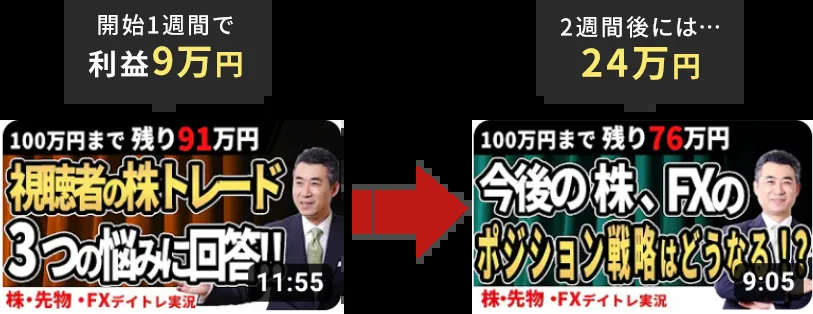 開始1週間で
利益9万円
100万円まで 残り91万円
視聴者の株トレード
3つの悩みに回答!!
11:55
株・先物・FXデイトレ実況
2週間後には…
24万円
100万円まで 残り76万円
今後の株、FXの
ポジション戦略はどうなる!?
9:05
株・先物・FXデイトレ実況